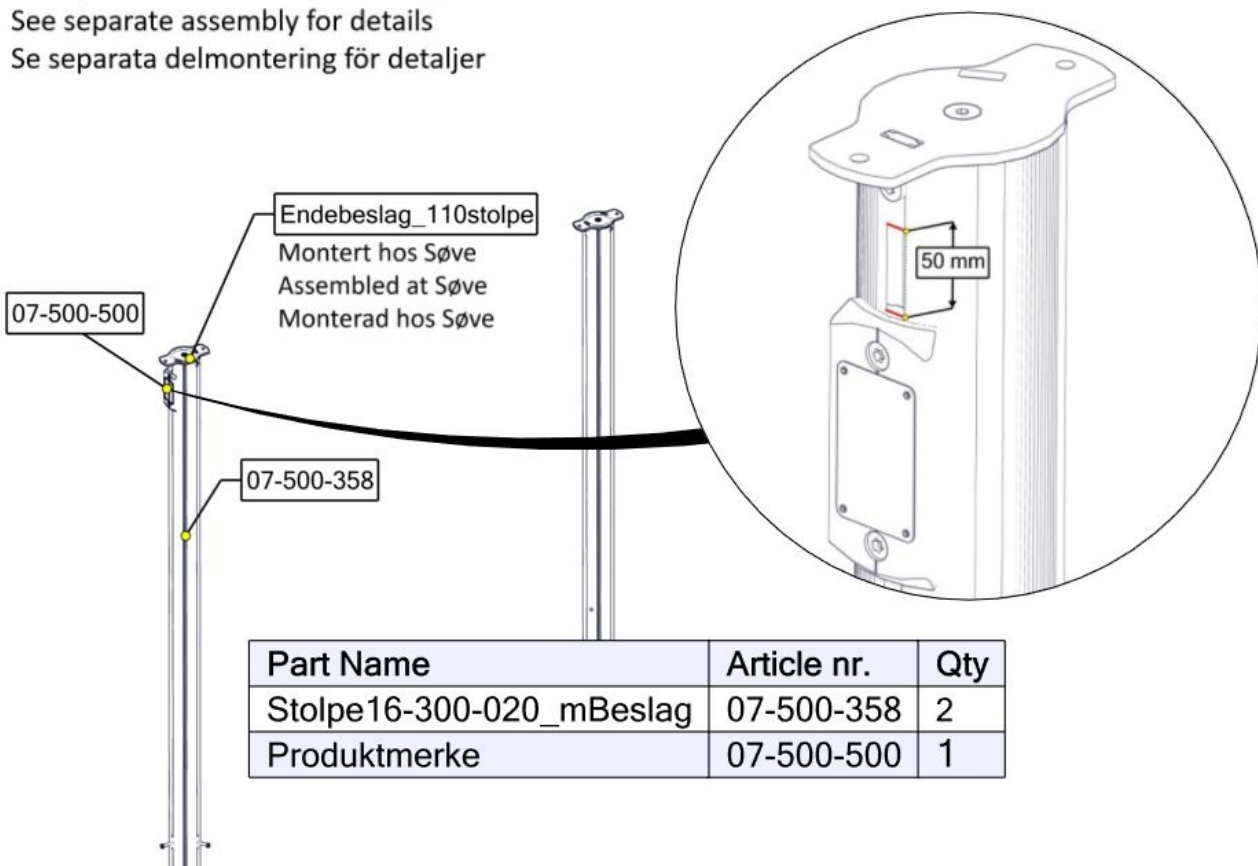 See separate assembly for details
Se separata delmontering för detaljer
Endebeslag_110stolpe
Montert hos Søve
Assembled at Søve
Monterad hos Søve
07-500-500
50 mm
07-500-358
Part Name Article nr. Qty
Stolpe16-300-020_mBeslag 07-500-358 2
Produktmerke 07-500-500 1